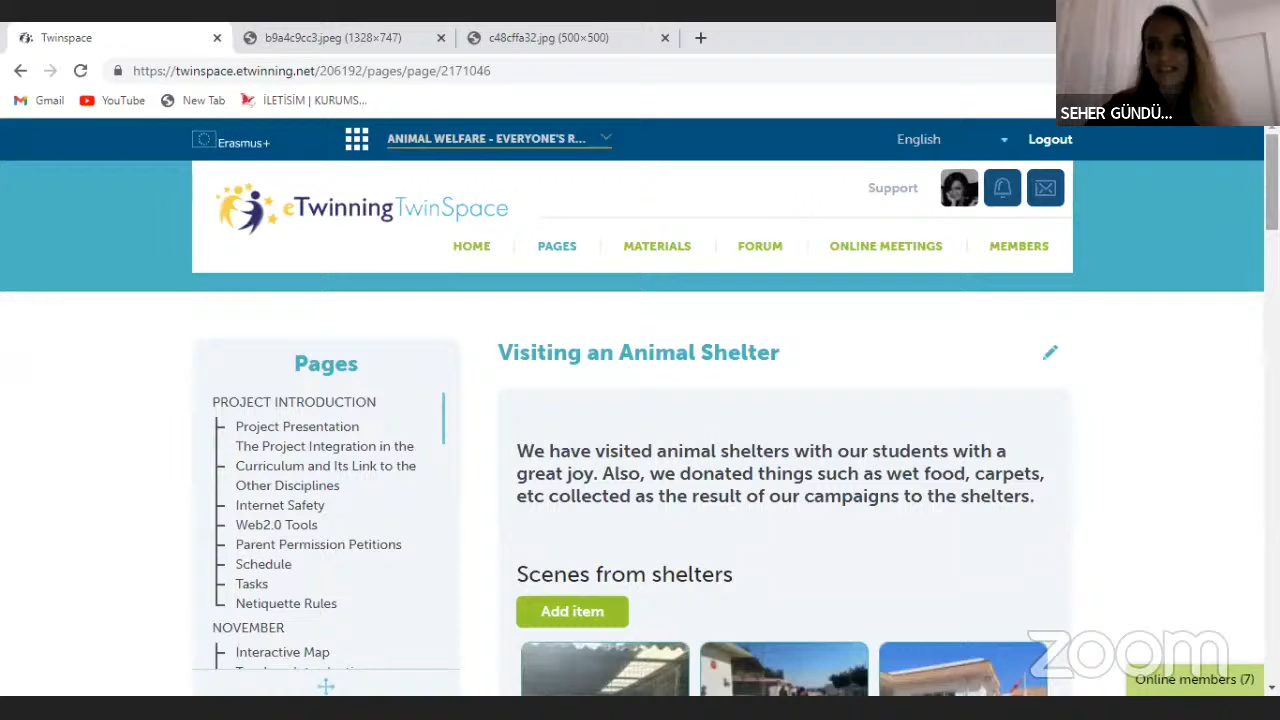 Twinspace
b9a4c9cc3.jpeg (1328×747)
c48cffa32.jpg (500×500)
https://twinspace.etwinning.net/206192/pages/page/2171046
Gmail
YouTube
New Tab
İLETİSİM | KURUMS...
SEHER GÜNDÜ...
Erasmus+
ANIMAL WELFARE - EVERYONE'S R...
English
Logout
eTwinningTwinSpace
Support
HOME
PAGES
MATERIALS
FORUM
ONLINE MEETINGS
MEMBERS
Pages
PROJECT INTRODUCTION
Project Presentation
The Project Integration in the
Curriculum and Its Link to the
Other Disciplines
Internet Safety
Web2.0 Tools
Parent Permission Petitions
Schedule
Tasks
Netiquette Rules
NOVEMBER
Interactive Map
Visiting an Animal Shelter
We have visited animal shelters with our students with a
great joy. Also, we donated things such as wet food, carpets,
etc collected as the result of our campaigns to the shelters.
Scenes from shelters
Add item
zoom
Online members (7)